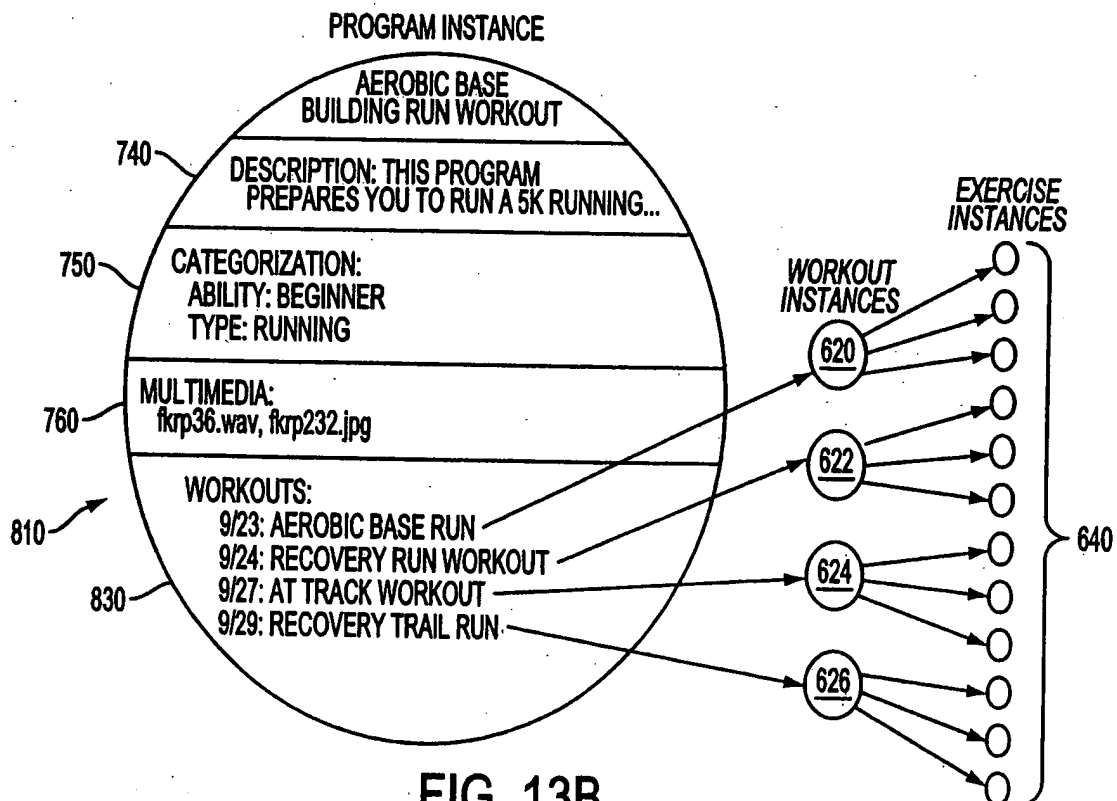 PROGRAM INSTANCE
AEROBIC BASE
BUILDING RUN WORKOUT
740
DESCRIPTION: THIS PROGRAM
PREPARES YOU TO RUN A 5K RUNNING...
750
CATEGORIZATION:
ABILITY: BEGINNER
TYPE: RUNNING
760
MULTIMEDIA:
fkrp36.wav, fkrp232.jpg
810
830
WORKOUTS:
9/23: AEROBIC BASE RUN
9/24: RECOVERY RUN WORKOUT
9/27: AT TRACK WORKOUT
9/29: RECOVERY TRAIL RUN
WORKOUT
INSTANCES
620
622
624
626
EXERCISE
INSTANCES
640
FIG. 13B